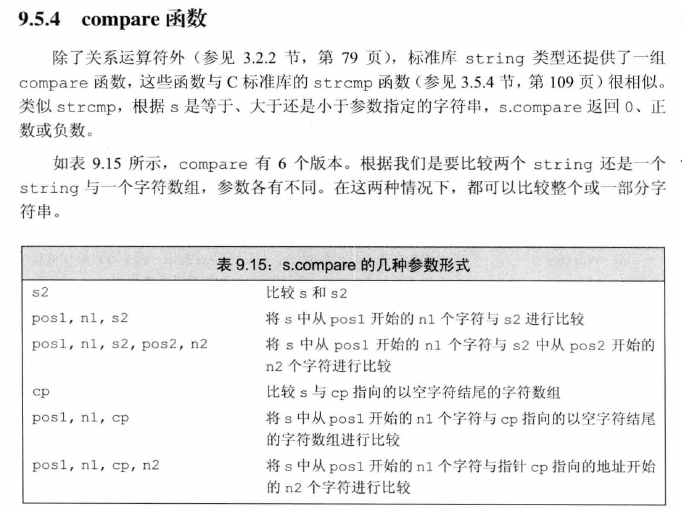 9.5.4 compare 函数
除了关系运算符外（参见 3.2.2 节，第 79 页），标准库 string 类型还提供了一组
compare 函数，这些函数与 C 标准库的 strcmp 函数（参见 3.5.4 节，第 109 页）很相似。
类似 strcmp，根据 s 是等于、大于还是小于参数指定的字符串，s.compare 返回 0、正
数或负数。
如表 9.15 所示，compare 有 6 个版本。根据我们是要比较两个 string 还是一个
string 与一个字符数组，参数各有不同。在这两种情况下，都可以比较整个或一部分字
符串。
表 9.15：s.compare 的几种参数形式
s2 比较 s 和 s2
pos1, n1, s2 将 s 中从 pos1 开始的 n1 个字符与 s2 进行比较
pos1, n1, s2, pos2, n2 将 s 中从 pos1 开始的 n1 个字符与 s2 中从 pos2 开始的
n2 个字符进行比较
cp 比较 s 与 cp 指向的以空字符结尾的字符数组
pos1, n1, cp 将 s 中从 pos1 开始的 n1 个字符与 cp 指向的以空字符结尾
的字符数组进行比较
pos1, n1, cp, n2 将 s 中从 pos1 开始的 n1 个字符与指针 cp 指向的地址开始
的 n2 个字符进行比较